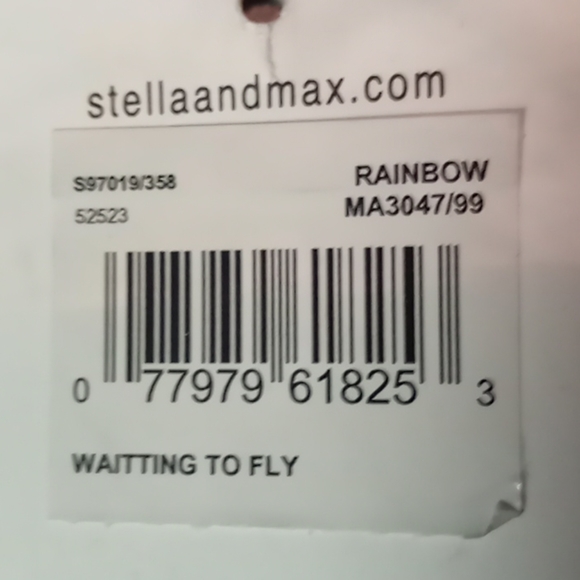 stellaandmax.com
S97019/358 RAINBOW
52523 MA3047/99
0 77979 61825 3
WAITTING TO FLY